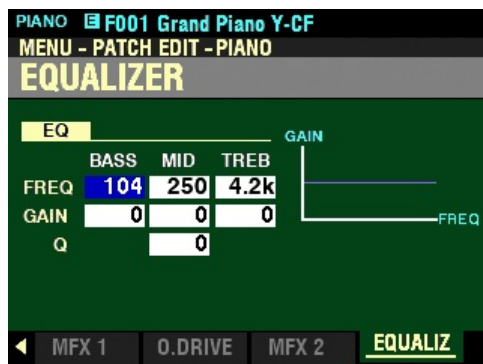 PIANO E F001 Grand Piano Y-CF
MENU - PATCH EDIT - PIANO
EQUALIZER
EQ
GAIN
BASS MID TREB
FREQ 104 250 4.2k
GAIN 0 0 0
FREQ
Q 0
MFX 1 O.DRIVE MFX 2 EQUALIZ